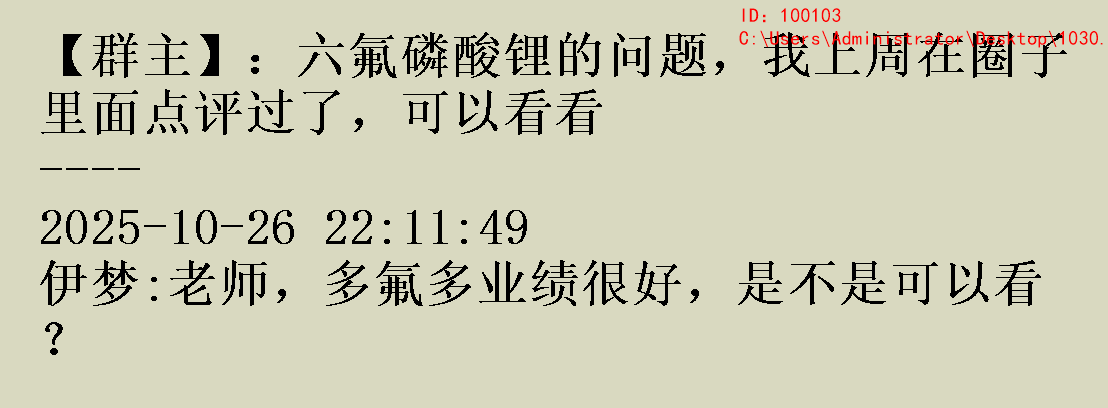 ID：100103
C:\Users\Administrator\Desktop\1030.
【群主】：六氟磷酸锂的问题，我上周在圈子
里面点评过了，可以看看
----
2025-10-26 22:11:49
伊梦:老师，多氟多业绩很好，是不是可以看
？